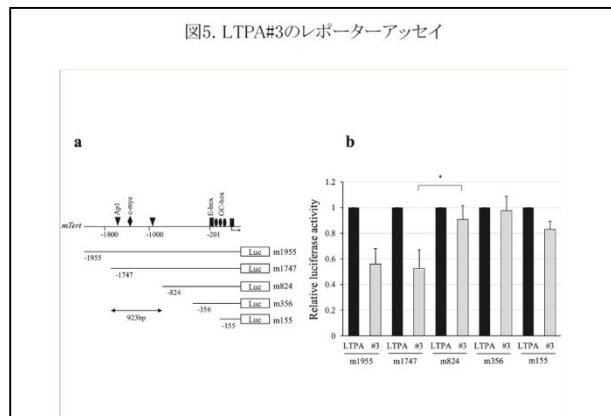 図5. LTPA#3のレポーターアッセイ
a
Ap1
c-myc
E-box
GC-box
mTert
-1800
-1000
-201
-1955
Luc
m1955
-1747
Luc
m1747
-824
Luc
m824
923bp
-356
Luc
m356
-155
Luc
m155
b
*
Relative luciferase activity
1.2
1
0.8
0.6
0.4
0.2
0
LTPA #3 LTPA #3 LTPA #3 LTPA #3 LTPA #3
m1955 m1747 m824 m356 m155